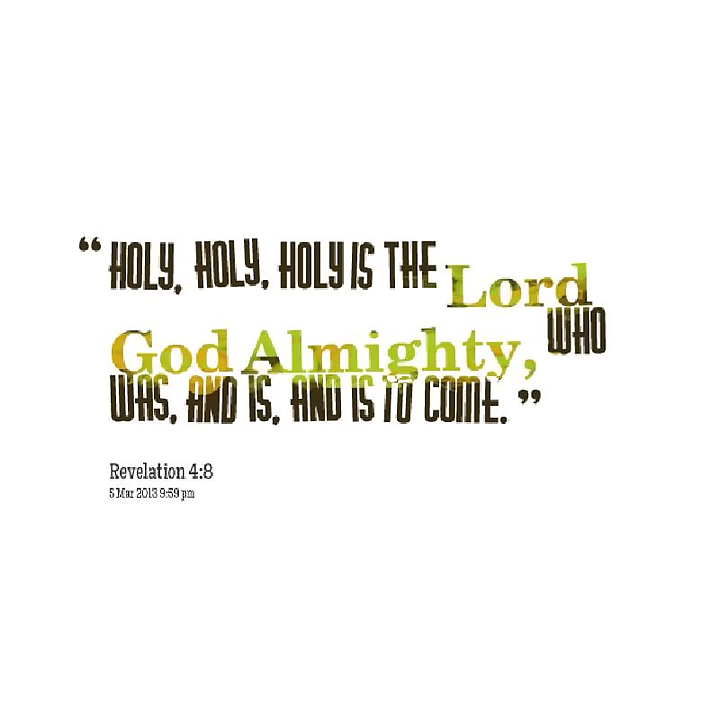 “HOLY, HOLY, HOLY IS THE Lord
God Almighty, WHO
WAS, AND IS, AND IS TO COME.”
Revelation 4:8
5 Mar 2013 9:59 pm